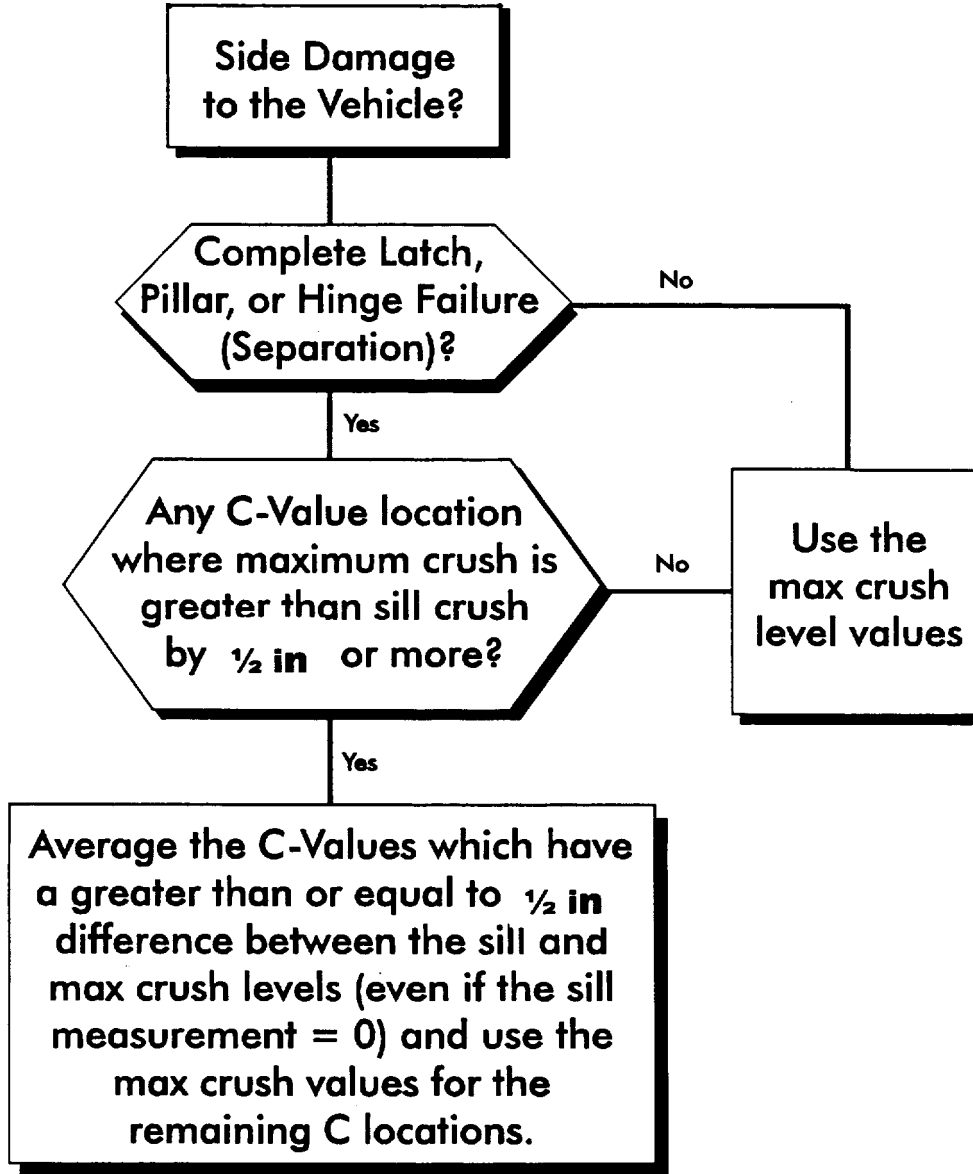 Side Damage
to the Vehicle?
Complete Latch,
Pillar, or Hinge Failure
(Separation)?
No
Yes
Any C-Value location
where maximum crush is
greater than sill crush
by ½ in or more?
No
Use the
max crush
level values
Yes
Average the C-Values which have
a greater than or equal to ½ in
difference between the sill and
max crush levels (even if the sill
measurement = 0) and use the
max crush values for the
remaining C locations.